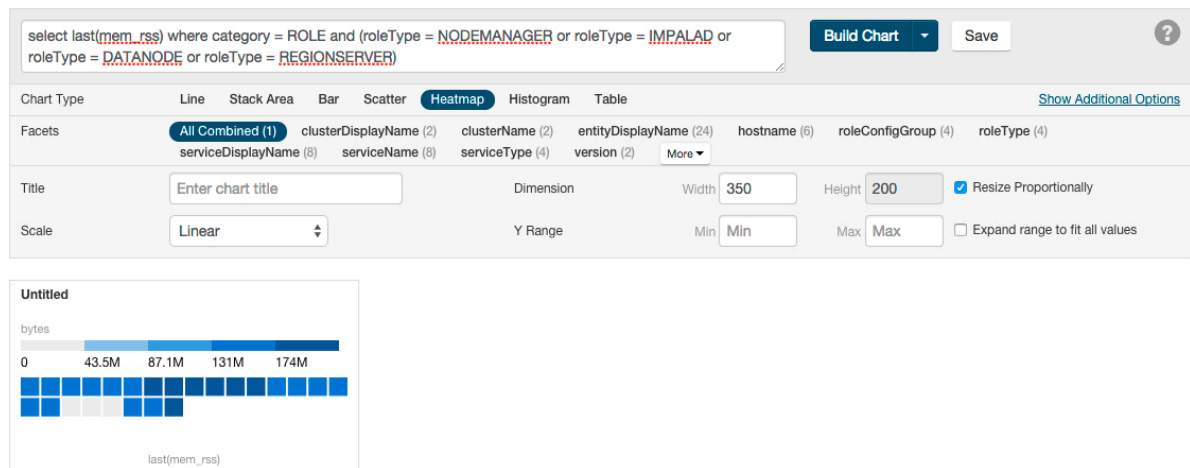 select last(mem_rss) where category = ROLE and (roleType = NODEMANAGER or roleType = IMPALAD or
roleType = DATANODE or roleType = REGIONSERVER)
Build Chart
Save
?
Chart Type Line Stack Area Bar Scatter Heatmap Histogram Table Show Additional Options
Facets All Combined (1) clusterDisplayName (2) clusterName (2) entityDisplayName (24) hostname (6) roleConfigGroup (4) roleType (4)
serviceDisplayName (8) serviceName (8) serviceType (4) version (2) More
Title Enter chart title Dimension Width 350 Height 200 Resize Proportionally
Scale Linear Y Range Min Min Max Max Expand range to fit all values
Untitled
bytes
0 43.5M 87.1M 131M 174M
last(mem_rss)